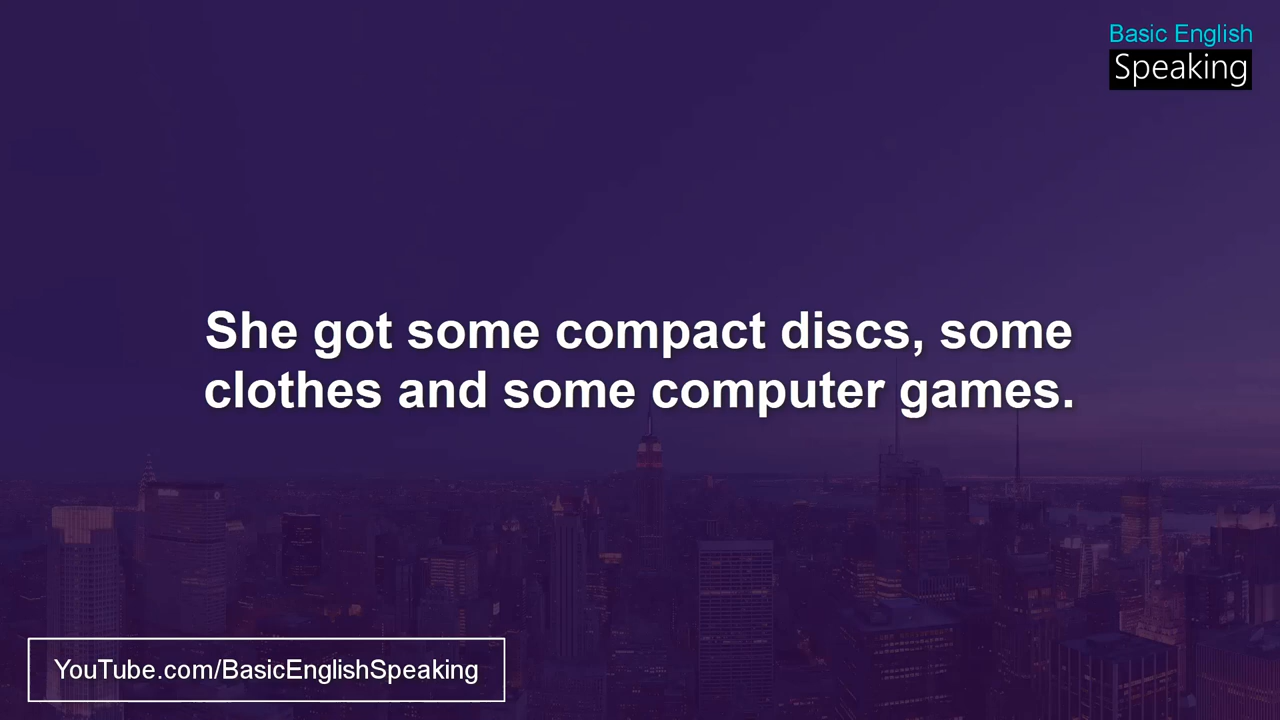 Basic English
Speaking
She got some compact discs, some
clothes and some computer games.
YouTube.com/BasicEnglishSpeaking